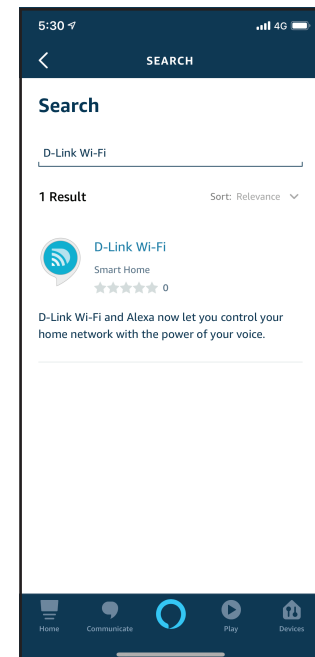 5:30 4G
SEARCH
Search
D-Link Wi-Fi
1 Result Sort: Relevance
D-Link Wi-Fi
Smart Home
0
D-Link Wi-Fi and Alexa now let you control your
home network with the power of your voice.
Home Communicate Play Devices